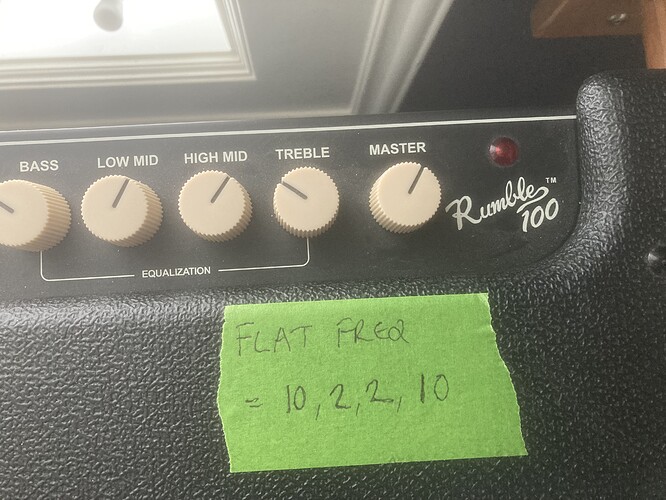 BASS LOW MID HIGH MID TREBLE MASTER
Rumble™
100
EQUALIZATION
FLAT FREQ
= 10, 2, 2, 10